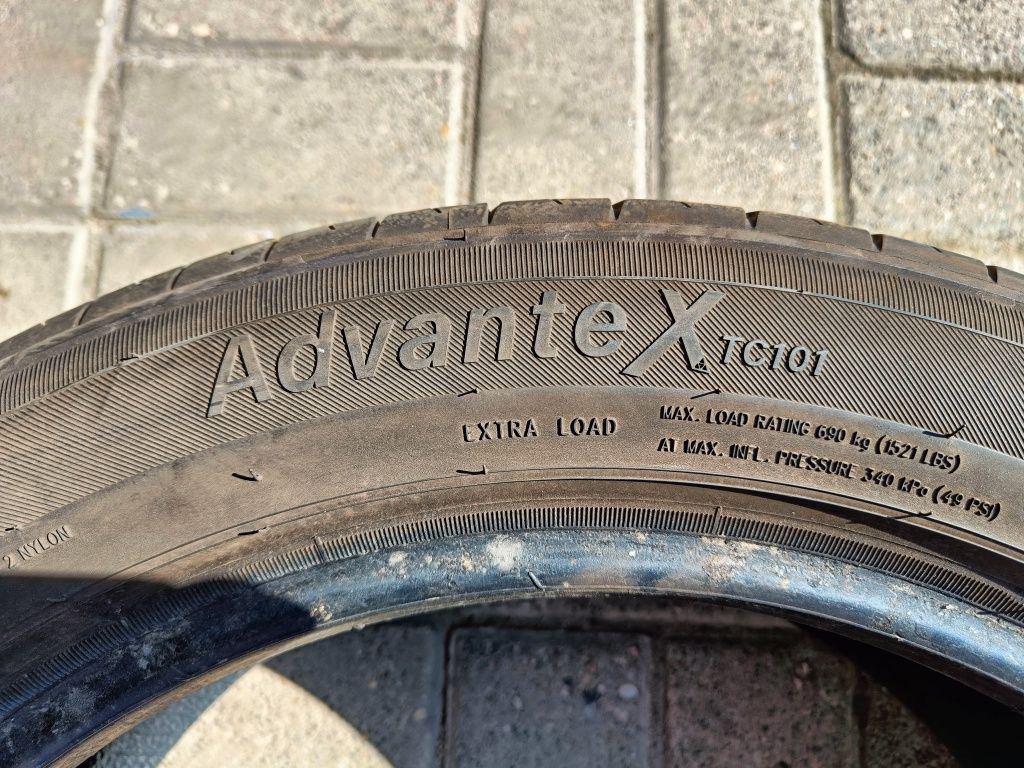 AdvanteX TC101
EXTRA LOAD
MAX. LOAD RATING 690 kg (1521 LBS)
AT MAX. INFL. PRESSURE 340 kPa (49 PSI)
2 NYLON